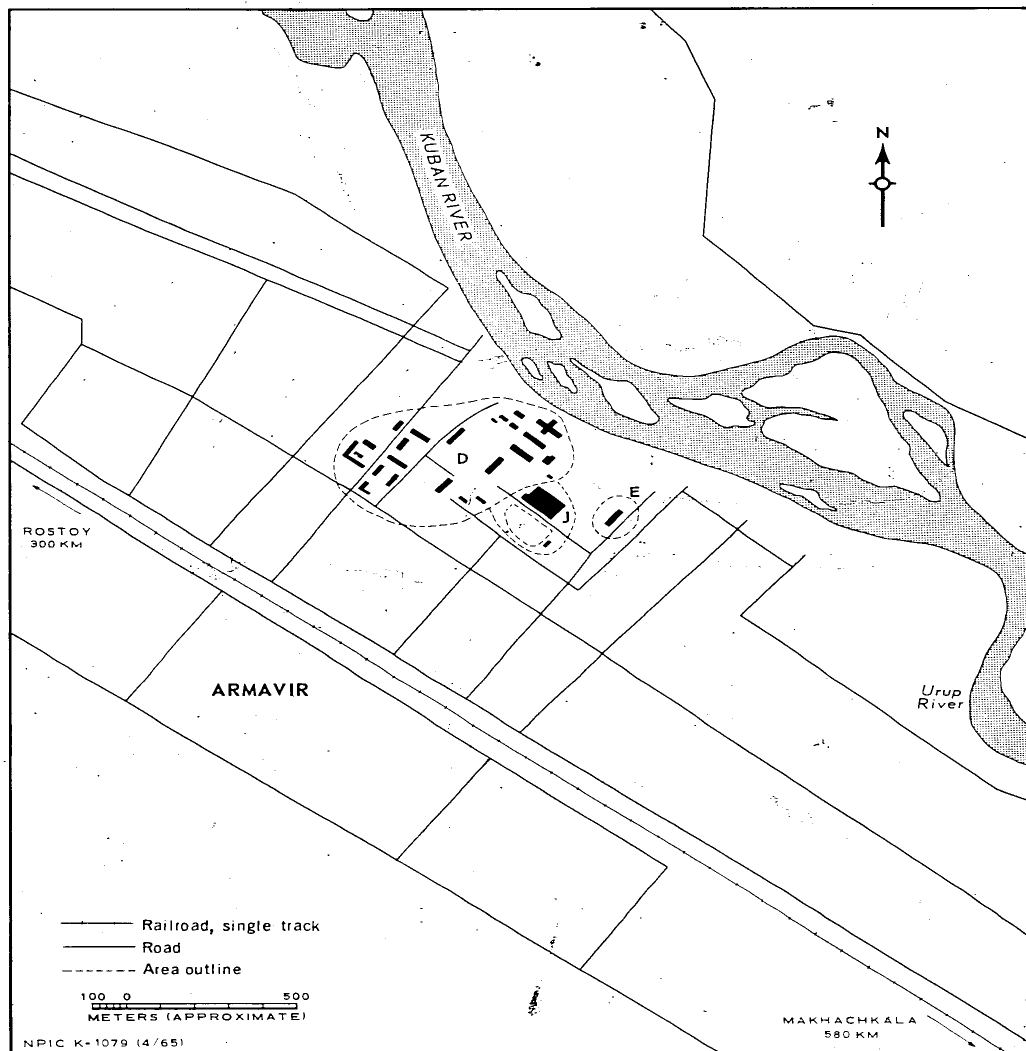 KUBAN RIVER
N
D
E
J
ROSTOY
300 KM
ARMAVIR
Urup
River
Railroad, single track
Road
Area outline
100 0 500
METERS (APPROXIMATE)
MAKHACHKALA
580 KM
NPIC K-1079 (4/65)